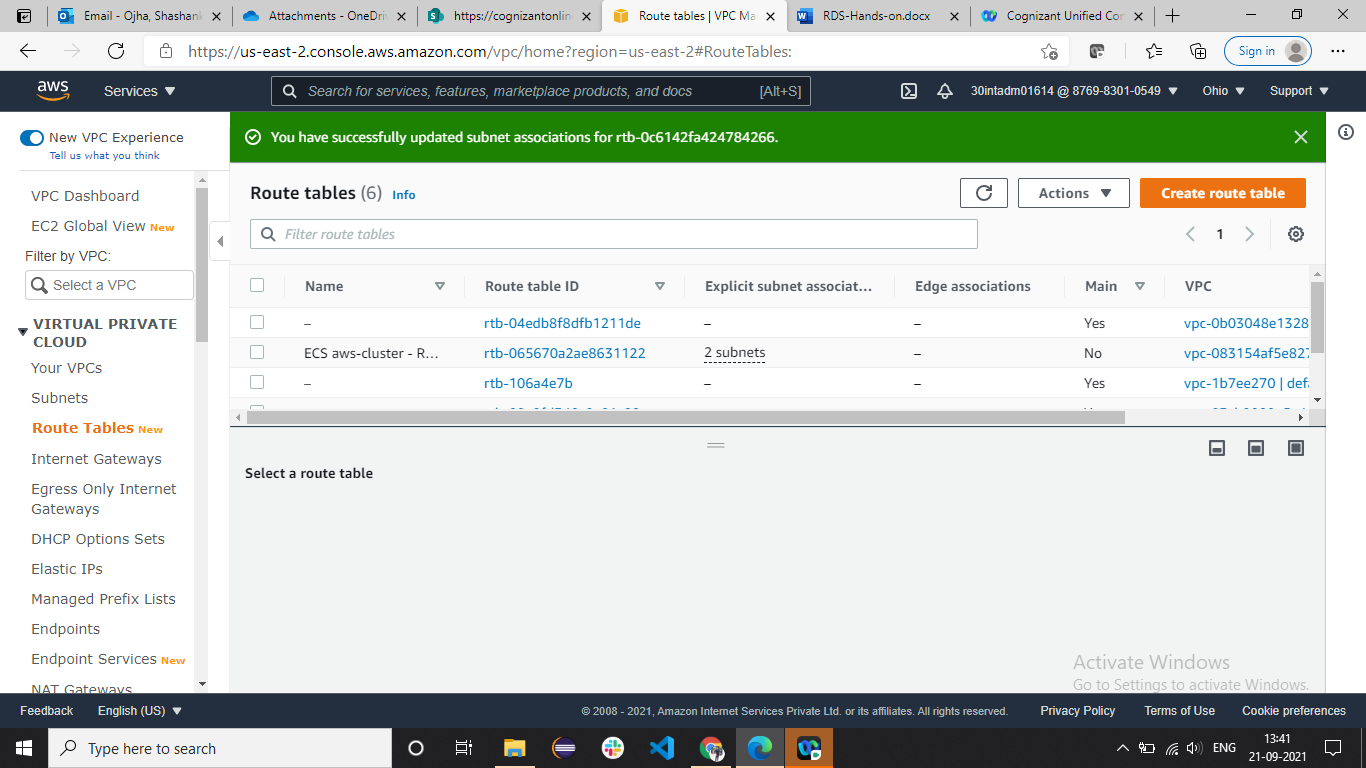 Email - Ojha, Shashank
Attachments - OneDri
https://cognizantonlin
Route tables | VPC Ma
RDS-Hands-on.docx
Cognizant Unified Con
https://us-east-2.console.aws.amazon.com/vpc/home?region=us-east-2#RouteTables:
Sign in
aws
Services
Search for services, features, marketplace products, and docs [Alt+S]
30intadm01614 @ 8769-8301-0549
Ohio
Support
New VPC Experience
Tell us what you think
VPC Dashboard
EC2 Global View New
Filter by VPC:
Select a VPC
VIRTUAL PRIVATE
CLOUD
Your VPCs
Subnets
Route Tables New
Internet Gateways
Egress Only Internet
Gateways
DHCP Options Sets
Elastic IPs
Managed Prefix Lists
Endpoints
Endpoint Services New
NAT Gateways
You have successfully updated subnet associations for rtb-0c6142fa424784266.
Route tables (6) Info
Actions
Create route table
Filter route tables
1
Name Route table ID Explicit subnet associat... Edge associations Main VPC
– rtb-04edb8f8dfb1211de – – Yes vpc-0b03048e1328
ECS aws-cluster - R... rtb-065670a2ae8631122 2 subnets – No vpc-083154af5e827
– rtb-106a4e7b – – Yes vpc-1b7ee270 | defa
Select a route table
Activate Windows
Go to Settings to activate Windows.
Feedback English (US) © 2008 - 2021, Amazon Internet Services Private Ltd. or its affiliates. All rights reserved. Privacy Policy Terms of Use Cookie preferences
Type here to search
ENG
13:41
21-09-2021